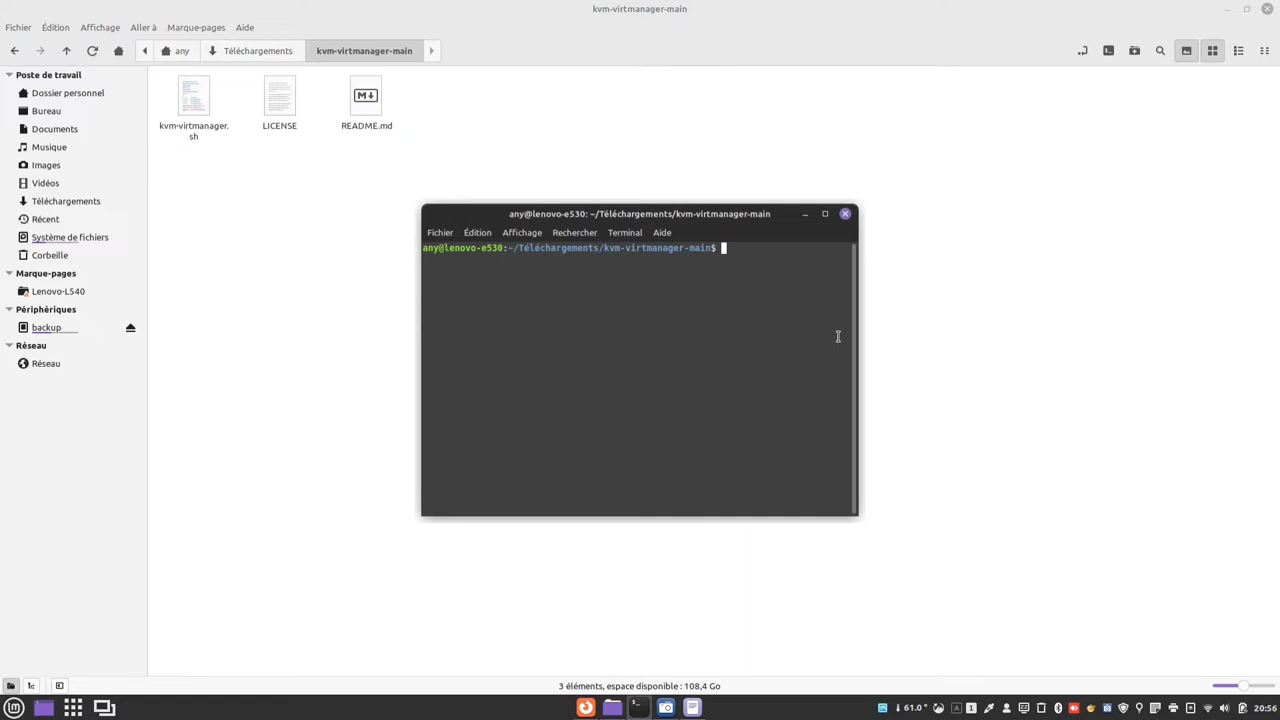 kvm-virtmanager-main
Fichier Édition Affichage Aller à Marque-pages Aide
any Téléchargements kvm-virtmanager-main
Poste de travail
Dossier personnel
Bureau
Documents
Musique
Images
Vidéos
Téléchargements
Récent
Système de fichiers
Corbeille
Marque-pages
Lenovo-L540
Périphériques
backup
Réseau
Réseau
kvm-virtmanager.
sh
LICENSE
README.md
any@lenovo-e530: ~/Téléchargements/kvm-virtmanager-main
Fichier Édition Affichage Rechercher Terminal Aide
any@lenovo-e530:~/Téléchargements/kvm-virtmanager-main$
3 éléments, espace disponible : 108,4 Go
61.0° A 1 20:56